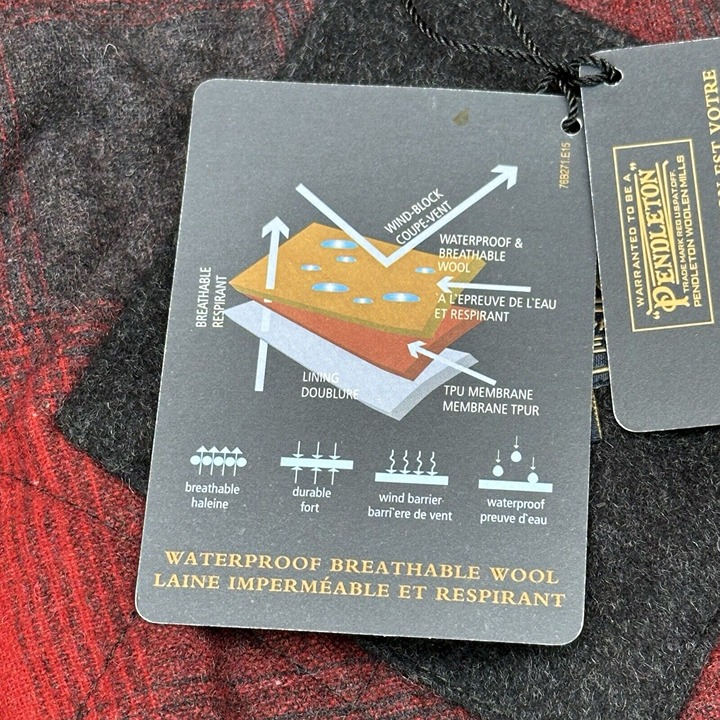 76B271.E15
WIND-BLOCK
COUPE-VENT
WATERPROOF &
BREATHABLE
WOOL
'A L'EPREUVE DE L'EAU
ET RESPIRANT
BREATHABLE
RESPIRANT
LINING
DOUBLURE
TPU MEMBRANE
MEMBRANE TPUR
breathable
haleine
durable
fort
wind barrier
barri'ere de vent
waterproof
preuve d'eau
WATERPROOF BREATHABLE WOOL
LAINE IMPERMÉABLE ET RESPIRANT
WARRANTED TO BE A
"PENDLETON"
TRADE MARK REG U.S.PAT.OFF.
PENDLETON WOOLEN MILLS
EST VOTRE